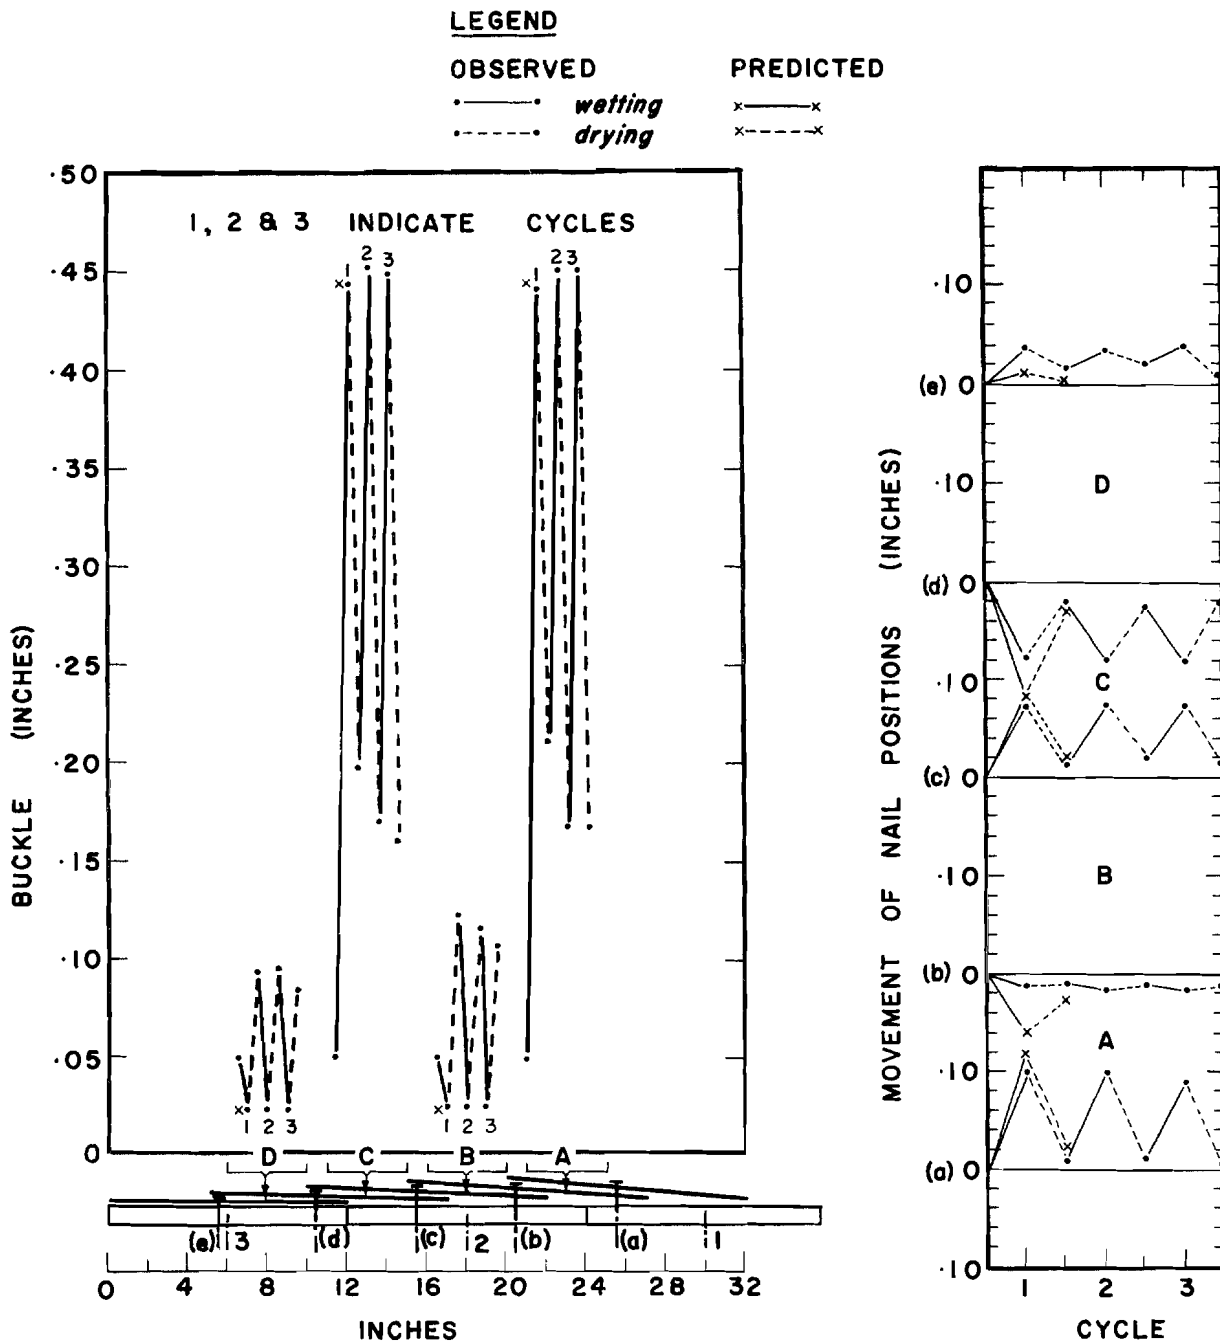 LEGEND
OBSERVED PREDICTED
wetting
drying
1, 2 & 3 INDICATE CYCLES
BUCKLE (INCHES)
.50
.45
.40
.35
.30
.25
.20
.15
.10
.05
0
1 2 3
1 2 3
1 2 3
1 2 3
D C B A
(e) 3 (d) (c) 2 (b) (a) 1
0 4 8 12 16 20 24 28 32
INCHES
MOVEMENT OF NAIL POSITIONS (INCHES)
.10
(e) 0
.10 D
(d) 0
.10 C
(c) 0
.10 B
(b) 0
.10 A
(a) 0
.10
1 2 3
CYCLE